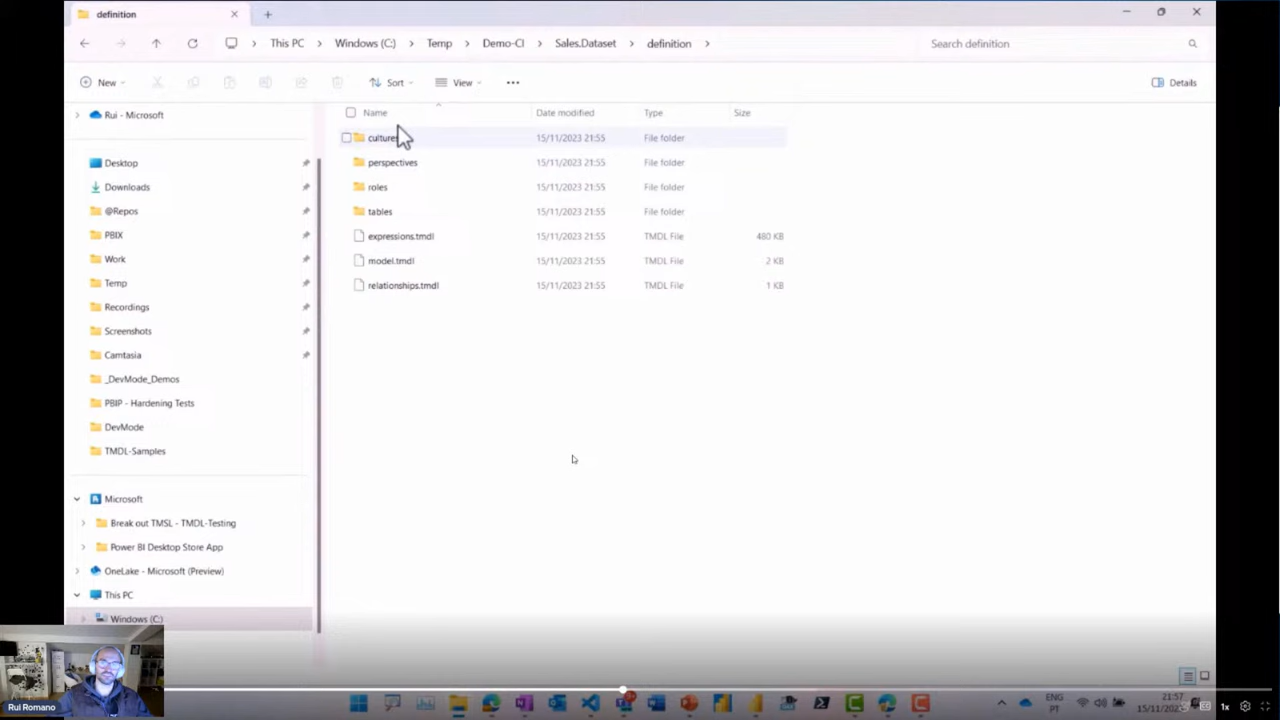 definition
This PC > Windows (C:) > Temp > Demo-CI > Sales.Dataset > definition >
Search definition
New
Sort
View
Details
Name Date modified Type Size
cultures 15/11/2023 21:55 File folder
perspectives 15/11/2023 21:55 File folder
roles 15/11/2023 21:55 File folder
tables 15/11/2023 21:55 File folder
expressions.tmdl 15/11/2023 21:55 TMDL File 480 KB
model.tmdl 15/11/2023 21:55 TMDL File 2 KB
relationships.tmdl 15/11/2023 21:55 TMDL File 1 KB
Rui - Microsoft
Desktop
Downloads
@Repos
PBIX
Work
Temp
Recordings
Screenshots
Camtasia
_DevMode_Demos
PBIP - Hardening Tests
DevMode
TMDL-Samples
Microsoft
Break out TMSL - TMDL-Testing
Power BI Desktop Store App
OneLake - Microsoft (Preview)
This PC
Windows (C:)
Rui Romano
ENG
PT
21:57
1x